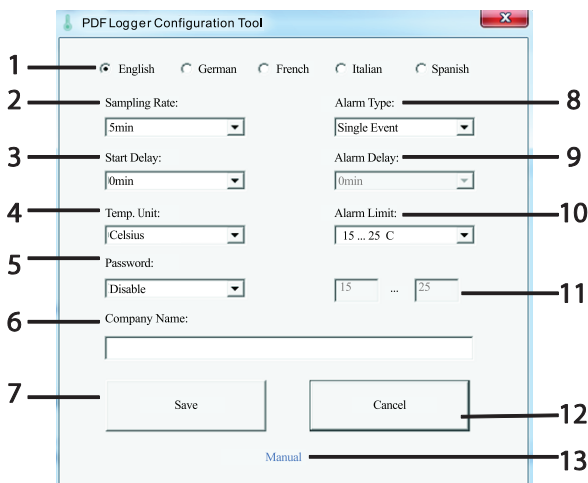 PDF Logger Configuration Tool
x
1 English German French Italian Spanish
2 Sampling Rate: Alarm Type: 8
5min Single Event
3 Start Delay: Alarm Delay: 9
0min 0min
4 Temp. Unit: Alarm Limit: 10
Celsius 15 ... 25 C
5 Password:
Disable 15 ... 25 11
6 Company Name:
7 Save Cancel 12
Manual 13